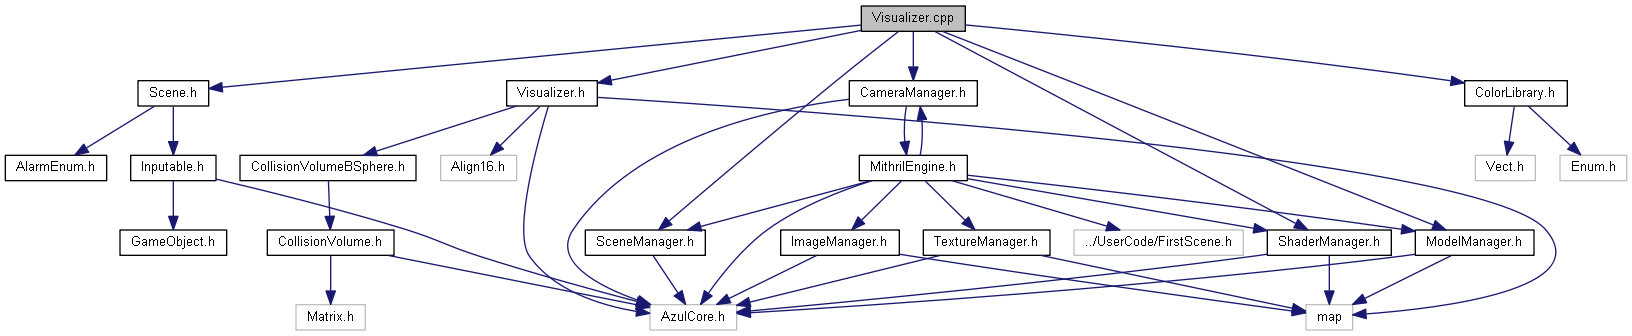 Visualizer.cpp
Scene.h
Visualizer.h
CameraManager.h
ColorLibrary.h
AlarmEnum.h
Inputable.h
CollisionVolumeBSphere.h
Align16.h
MithrilEngine.h
Vect.h
Enum.h
GameObject.h
CollisionVolume.h
SceneManager.h
ImageManager.h
TextureManager.h
../UserCode/FirstScene.h
ShaderManager.h
ModelManager.h
Matrix.h
AzulCore.h
map